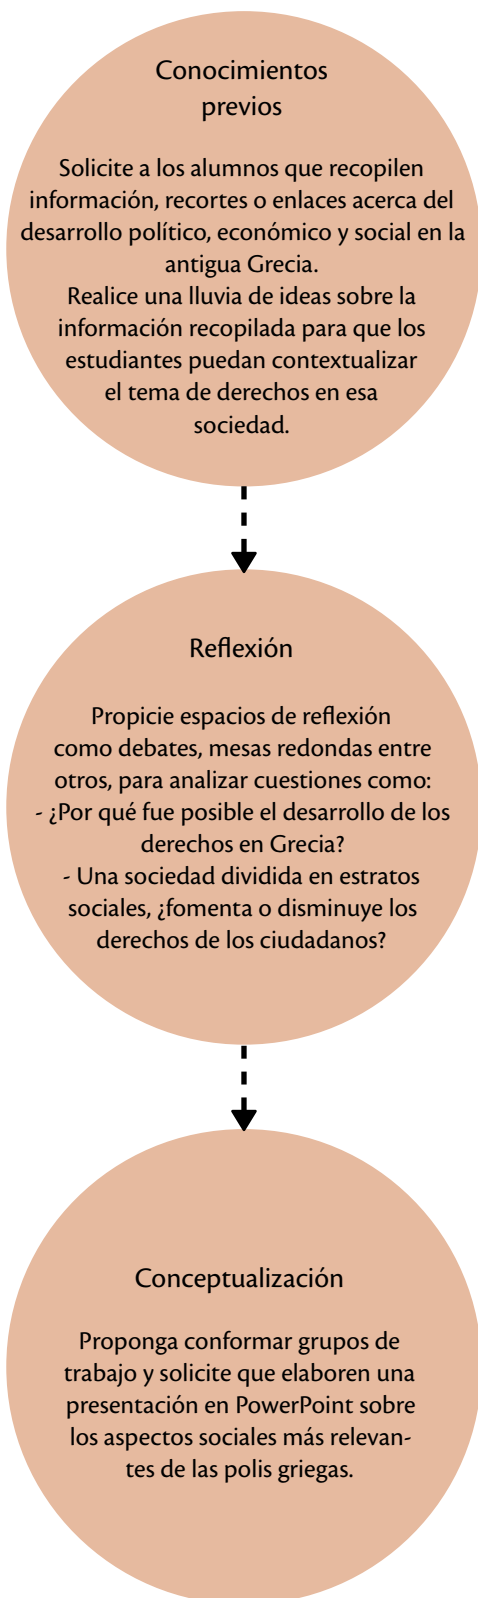 Conocimientos
previos
Solicite a los alumnos que recopilen
información, recortes o enlaces acerca del
desarrollo político, económico y social en la
antigua Grecia.
Realice una lluvia de ideas sobre la
información recopilada para que los
estudiantes puedan contextualizar
el tema de derechos en esa
sociedad.
Reflexión
Propicie espacios de reflexión
como debates, mesas redondas entre
otros, para analizar cuestiones como:
- ¿Por qué fue posible el desarrollo de los
derechos en Grecia?
- Una sociedad dividida en estratos
sociales, ¿fomenta o disminuye los
derechos de los ciudadanos?
Conceptualización
Proponga conformar grupos de
trabajo y solicite que elaboren una
presentación en PowerPoint sobre
los aspectos sociales más relevan-
tes de las polis griegas.